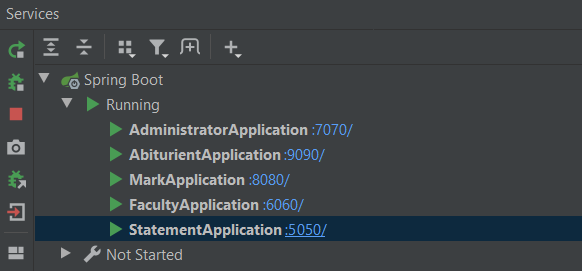 Services
Spring Boot
Running
AdministratorApplication :7070/
AbiturientApplication :9090/
MarkApplication :8080/
FacultyApplication :6060/
StatementApplication :5050/
Not Started